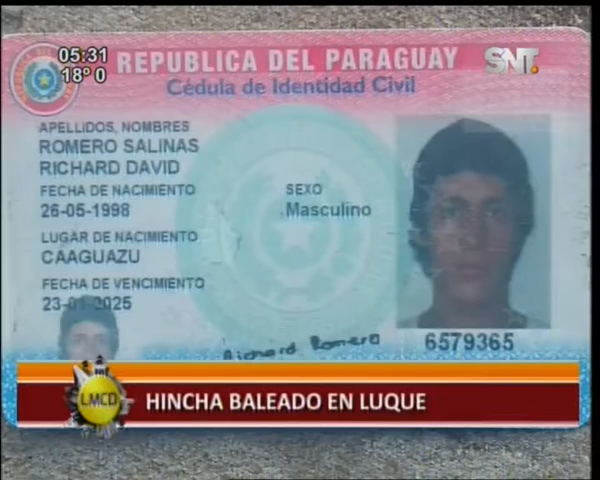 05:31
18º0
SNT.
REPUBLICA DEL PARAGUAY
Cédula de Identidad Civil
APELLIDOS, NOMBRES
ROMERO SALINAS
RICHARD DAVID
FECHA DE NACIMIENTO
26-05-1998
SEXO
Masculino
LUGAR DE NACIMIENTO
CAAGUAZU
FECHA DE VENCIMIENTO
23-01-2025
Richard Romero
6579365
LMCD
HINCHA BALEADO EN LUQUE